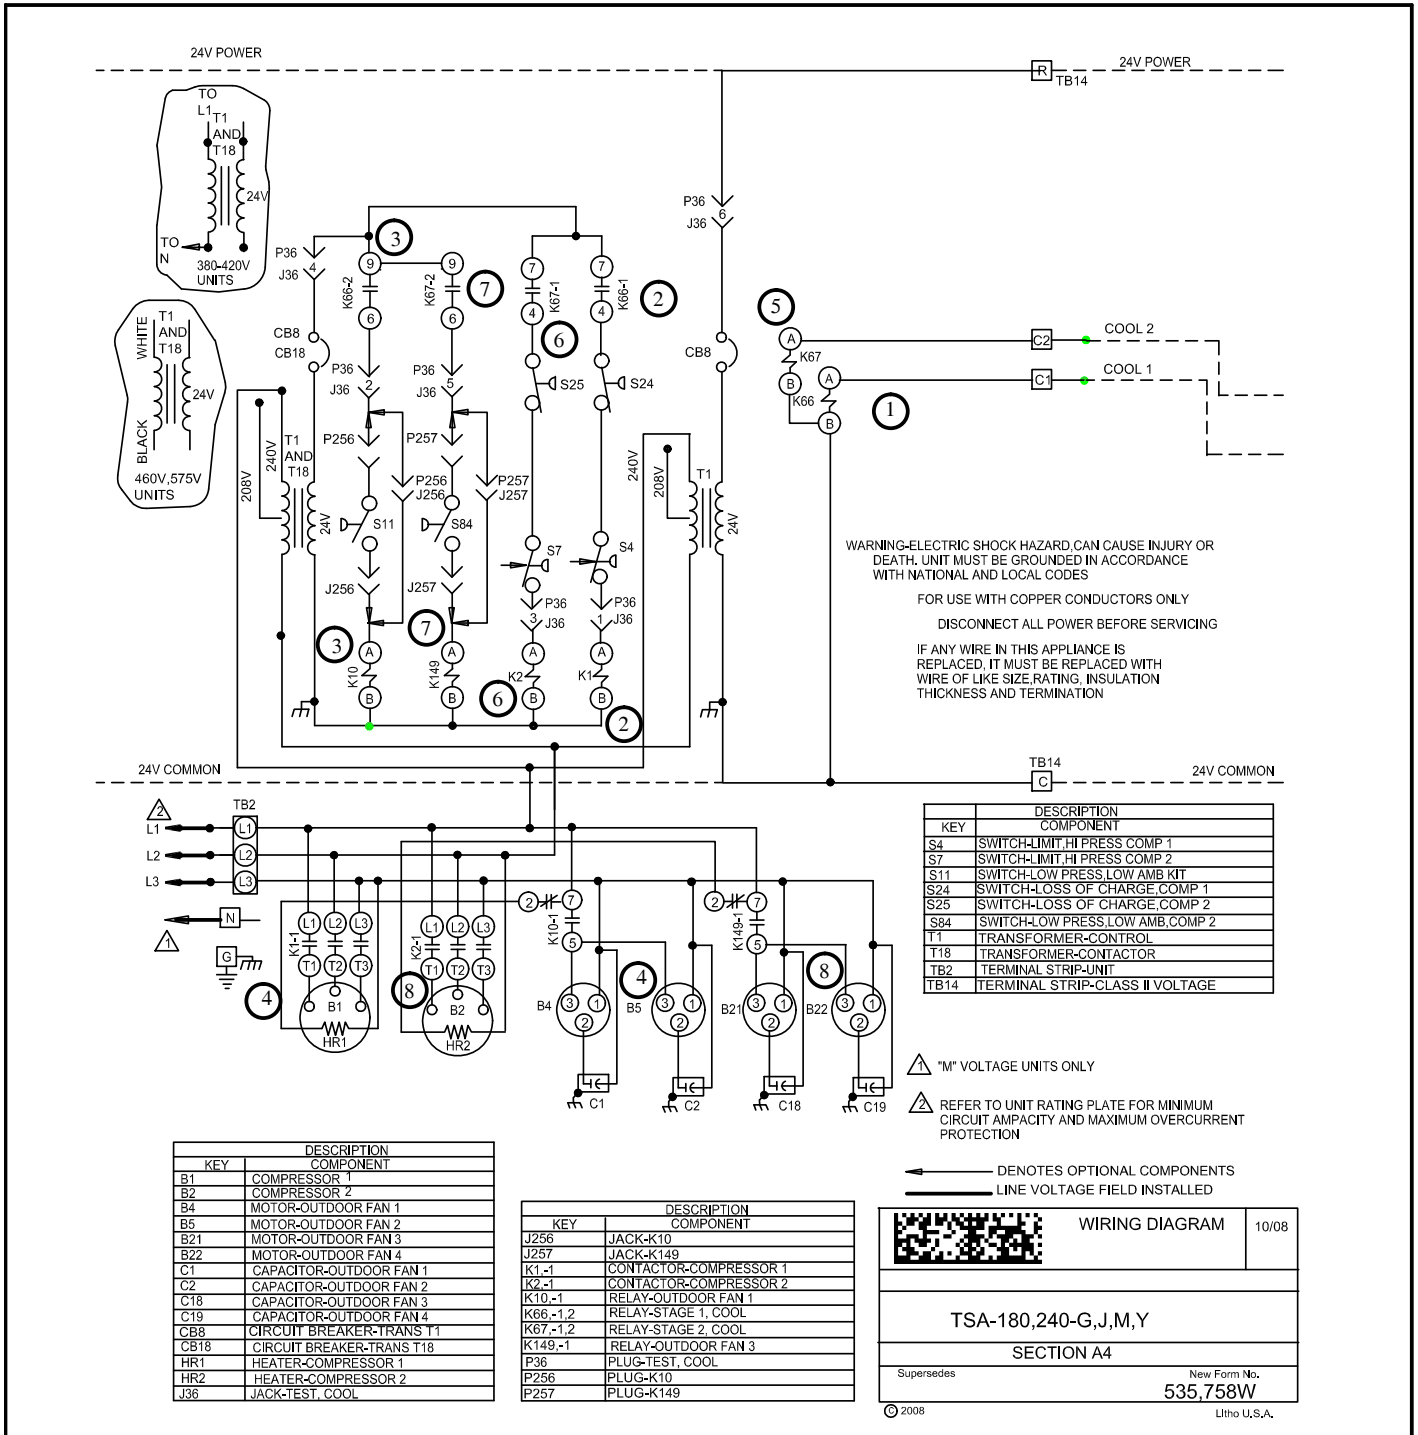 24V POWER
24V POWER
R
TB14
TO
L1
T1
AND
T18
24V
TO
N
380-420V
UNITS
P36
6
J36
3
P36
4
J36
9
9
7
7
K66-2
K67-2
K67-1
K66-1
7
2
5
6
6
4
4
6
A
K67
B
C2
COOL 2
COOL 1
A
K66
B
C1
1
WHITE
T1
AND
T18
24V
BLACK
460V,575V
UNITS
CB8
CB18
CB8
P36
2
J36
P36
5
J36
S25
S24
P256
P257
240V
208V
T1
AND
T18
24V
P256
J256
P257
J257
240V
208V
T1
24V
S11
S84
S7
S4
J256
J257
P36
3
J36
P36
1
J36
3
7
A
K10
B
A
K149
B
A
K2
B
A
K1
B
6
2
WARNING-ELECTRIC SHOCK HAZARD,CAN CAUSE INJURY OR
DEATH. UNIT MUST BE GROUNDED IN ACCORDANCE
WITH NATIONAL AND LOCAL CODES
FOR USE WITH COPPER CONDUCTORS ONLY
DISCONNECT ALL POWER BEFORE SERVICING
IF ANY WIRE IN THIS APPLIANCE IS
REPLACED, IT MUST BE REPLACED WITH
WIRE OF LIKE SIZE,RATING, INSULATION
THICKNESS AND TERMINATION
24V COMMON
TB14
C
24V COMMON
2
TB2
L1
L1
L2
L2
L3
L3
N
1
G
K1-1
L1
L2
L3
T1
T2
T3
4
B1
HR1
K2-1
L1
L2
L3
T1
T2
T3
8
B2
HR2
2
7
K10-1
5
2
7
K149-1
5
4
8
B4
3
1
2
B5
3
1
2
B21
3
1
2
B22
3
1
2
C1
C2
C18
C19
DESCRIPTION
KEY COMPONENT
S4 SWITCH-LIMIT,HI PRESS COMP 1
S7 SWITCH-LIMIT,HI PRESS COMP 2
S11 SWITCH-LOW PRESS,LOW AMB KIT
S24 SWITCH-LOSS OF CHARGE,COMP 1
S25 SWITCH-LOSS OF CHARGE,COMP 2
S84 SWITCH-LOW PRESS,LOW AMB,COMP 2
T1 TRANSFORMER-CONTROL
T18 TRANSFORMER-CONTACTOR
TB2 TERMINAL STRIP-UNIT
TB14 TERMINAL STRIP-CLASS II VOLTAGE
1 "M" VOLTAGE UNITS ONLY
2 REFER TO UNIT RATING PLATE FOR MINIMUM
CIRCUIT AMPACITY AND MAXIMUM OVERCURRENT
PROTECTION
DENOTES OPTIONAL COMPONENTS
LINE VOLTAGE FIELD INSTALLED
DESCRIPTION
KEY COMPONENT
B1 COMPRESSOR 1
B2 COMPRESSOR 2
B4 MOTOR-OUTDOOR FAN 1
B5 MOTOR-OUTDOOR FAN 2
B21 MOTOR-OUTDOOR FAN 3
B22 MOTOR-OUTDOOR FAN 4
C1 CAPACITOR-OUTDOOR FAN 1
C2 CAPACITOR-OUTDOOR FAN 2
C18 CAPACITOR-OUTDOOR FAN 3
C19 CAPACITOR-OUTDOOR FAN 4
CB8 CIRCUIT BREAKER-TRANS T1
CB18 CIRCUIT BREAKER-TRANS T18
HR1 HEATER-COMPRESSOR 1
HR2 HEATER-COMPRESSOR 2
J36 JACK-TEST, COOL
DESCRIPTION
KEY COMPONENT
J256 JACK-K10
J257 JACK-K149
K1,-1 CONTACTOR-COMPRESSOR 1
K2,-1 CONTACTOR-COMPRESSOR 2
K10,-1 RELAY-OUTDOOR FAN 1
K66,-1,2 RELAY-STAGE 1, COOL
K67,-1,2 RELAY-STAGE 2, COOL
K149,-1 RELAY-OUTDOOR FAN 3
P36 PLUG-TEST, COOL
P256 PLUG-K10
P257 PLUG-K149
WIRING DIAGRAM
10/08
TSA-180,240-G,J,M,Y
SECTION A4
Supersedes
New Form No.
535,758W
© 2008
Litho U.S.A.